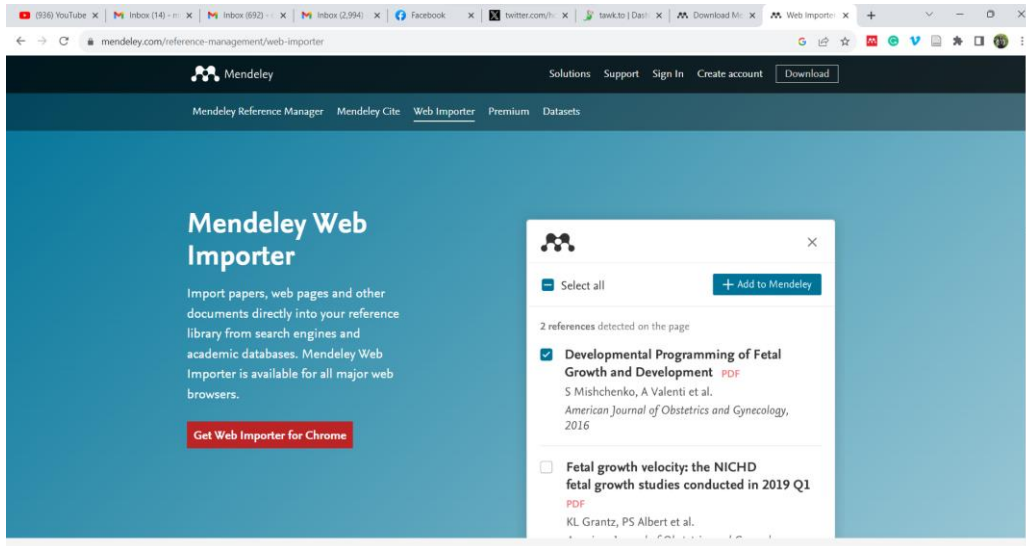 (936) YouTube
Inbox (14) - m
Inbox (692) -
Inbox (2,994)
Facebook
twitter.com/h
tawk.to | Dash
Download Me
Web Importer
mendeley.com/reference-management/web-importer
Mendeley
Solutions Support Sign In Create account Download
Mendeley Reference Manager Mendeley Cite Web Importer Premium Datasets
Mendeley Web
Importer
Import papers, web pages and other
documents directly into your reference
library from search engines and
academic databases. Mendeley Web
Importer is available for all major web
browsers.
Get Web Importer for Chrome
Select all
+ Add to Mendeley
2 references detected on the page
Developmental Programming of Fetal
Growth and Development PDF
S Mishchenko, A Valenti et al.
American Journal of Obstetrics and Gynecology,
2016
Fetal growth velocity: the NICHD
fetal growth studies conducted in 2019 Q1
PDF
KL Grantz, PS Albert et al.